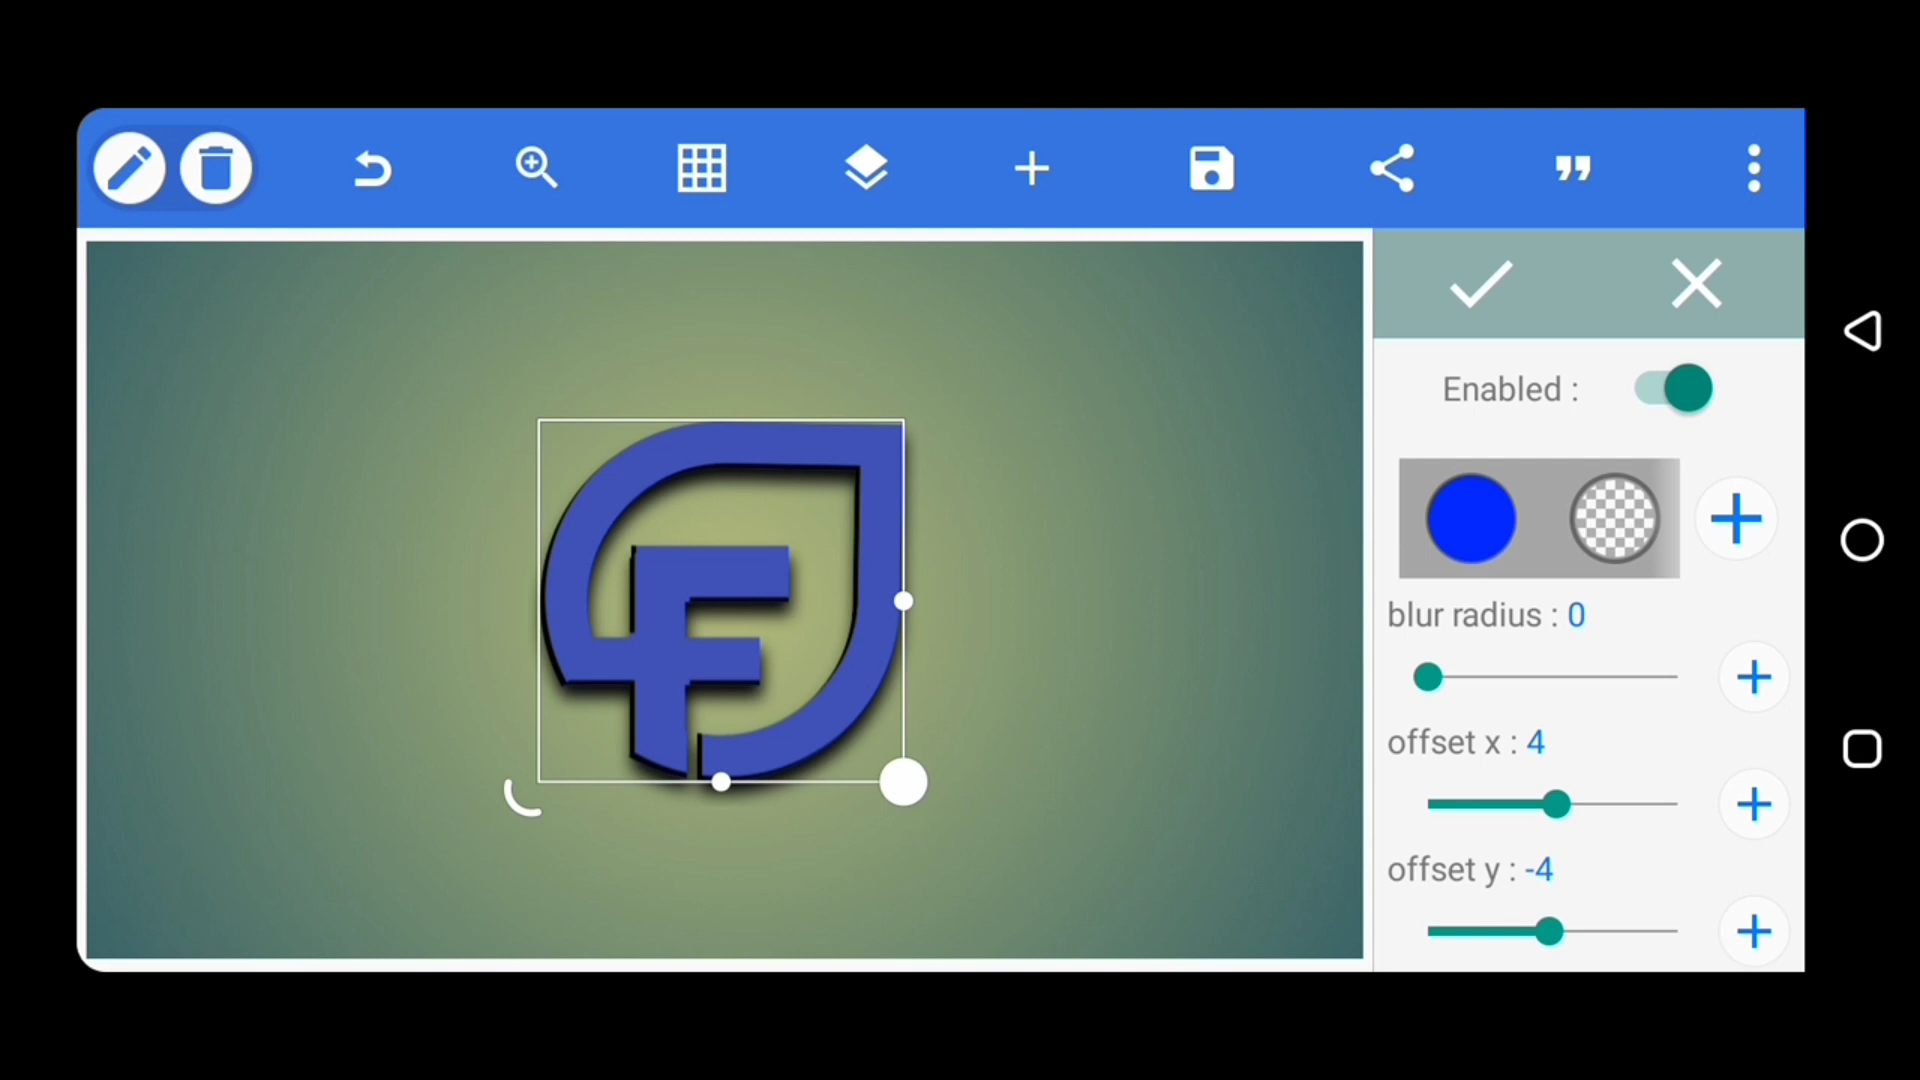 F
Enabled :
blur radius : 0
offset x : 4
offset y : -4